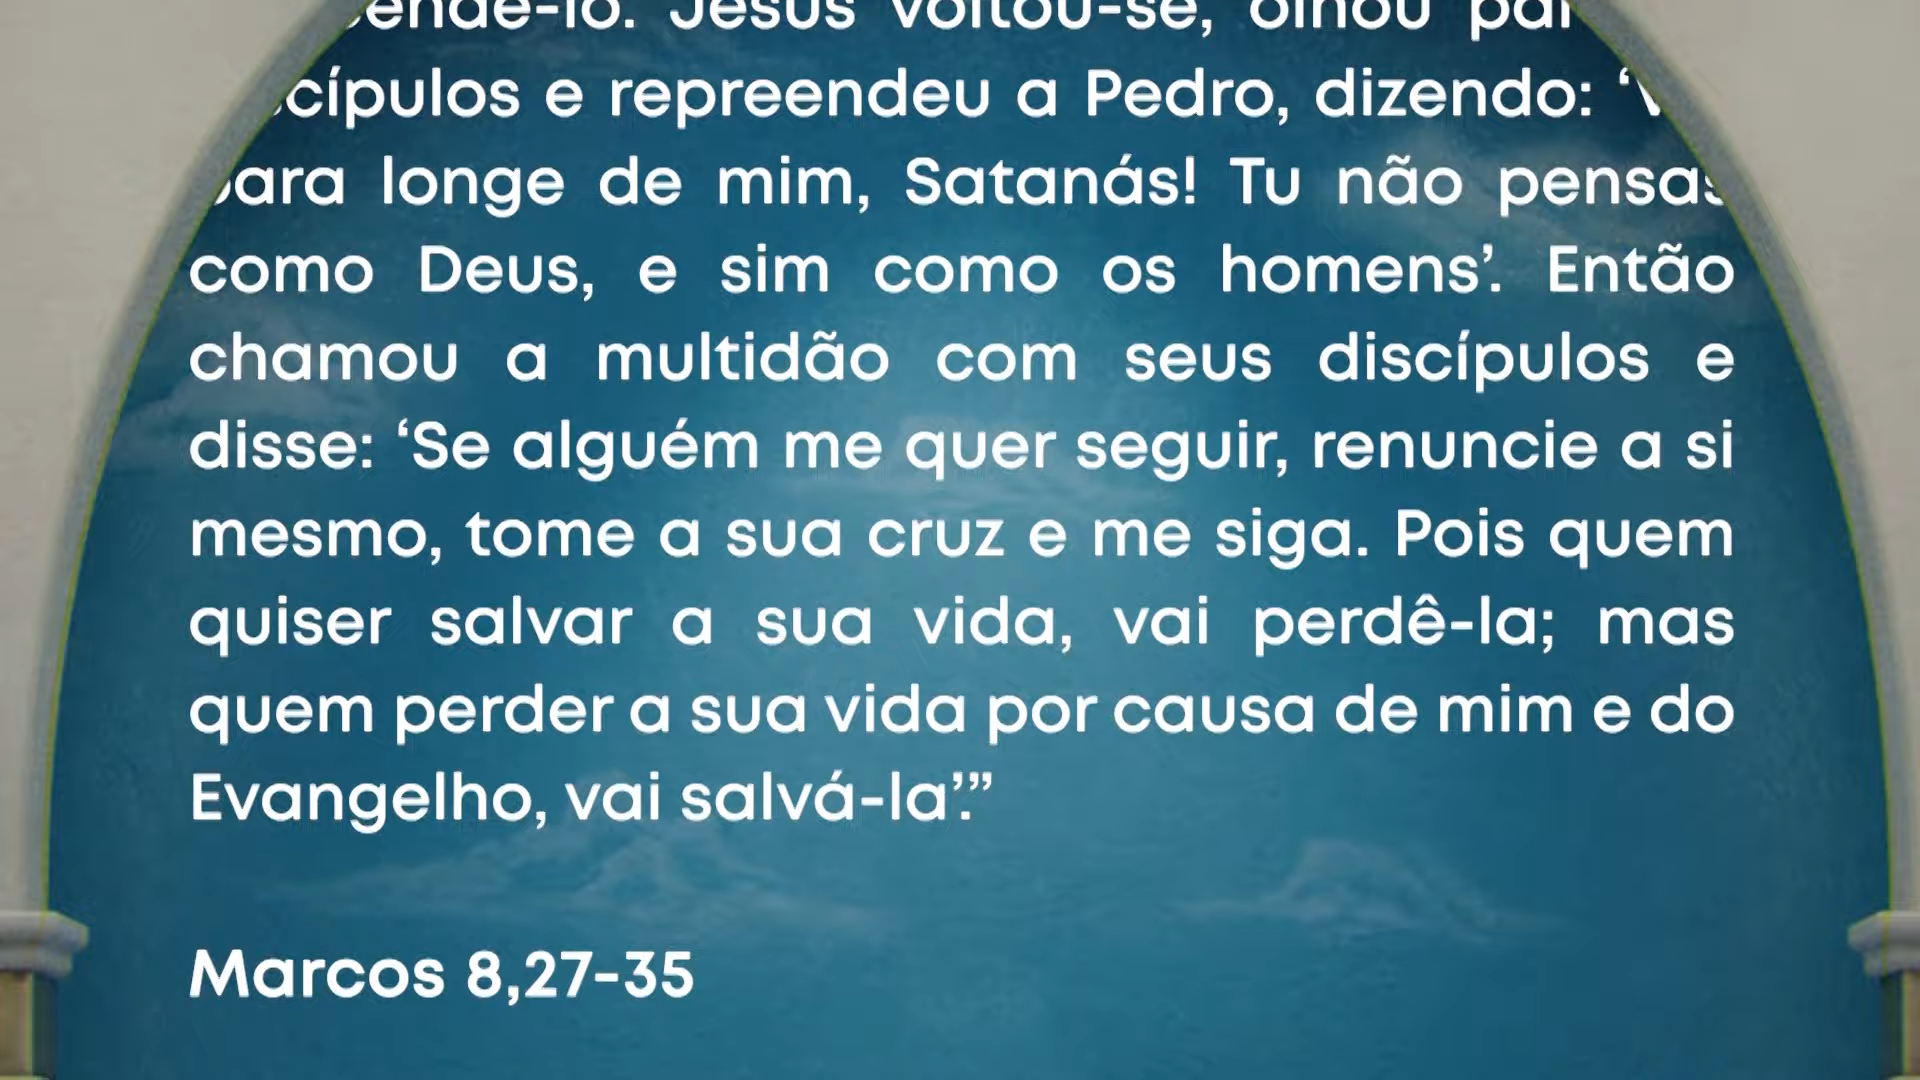 Jesus voltou-se, olhou
e repreendeu a Pedro, dizendo:
longe de mim, Satanás! Tu não pensas
como Deus, e sim como os homens’. Então
chamou a multidão com seus discípulos e
disse: ‘Se alguém me quer seguir, renuncie a si
mesmo, tome a sua cruz e me siga. Pois quem
quiser salvar a sua vida, vai perdê-la; mas
quem perder a sua vida por causa de mim e do
Evangelho, vai salvá-la’.”
Marcos 8,27-35